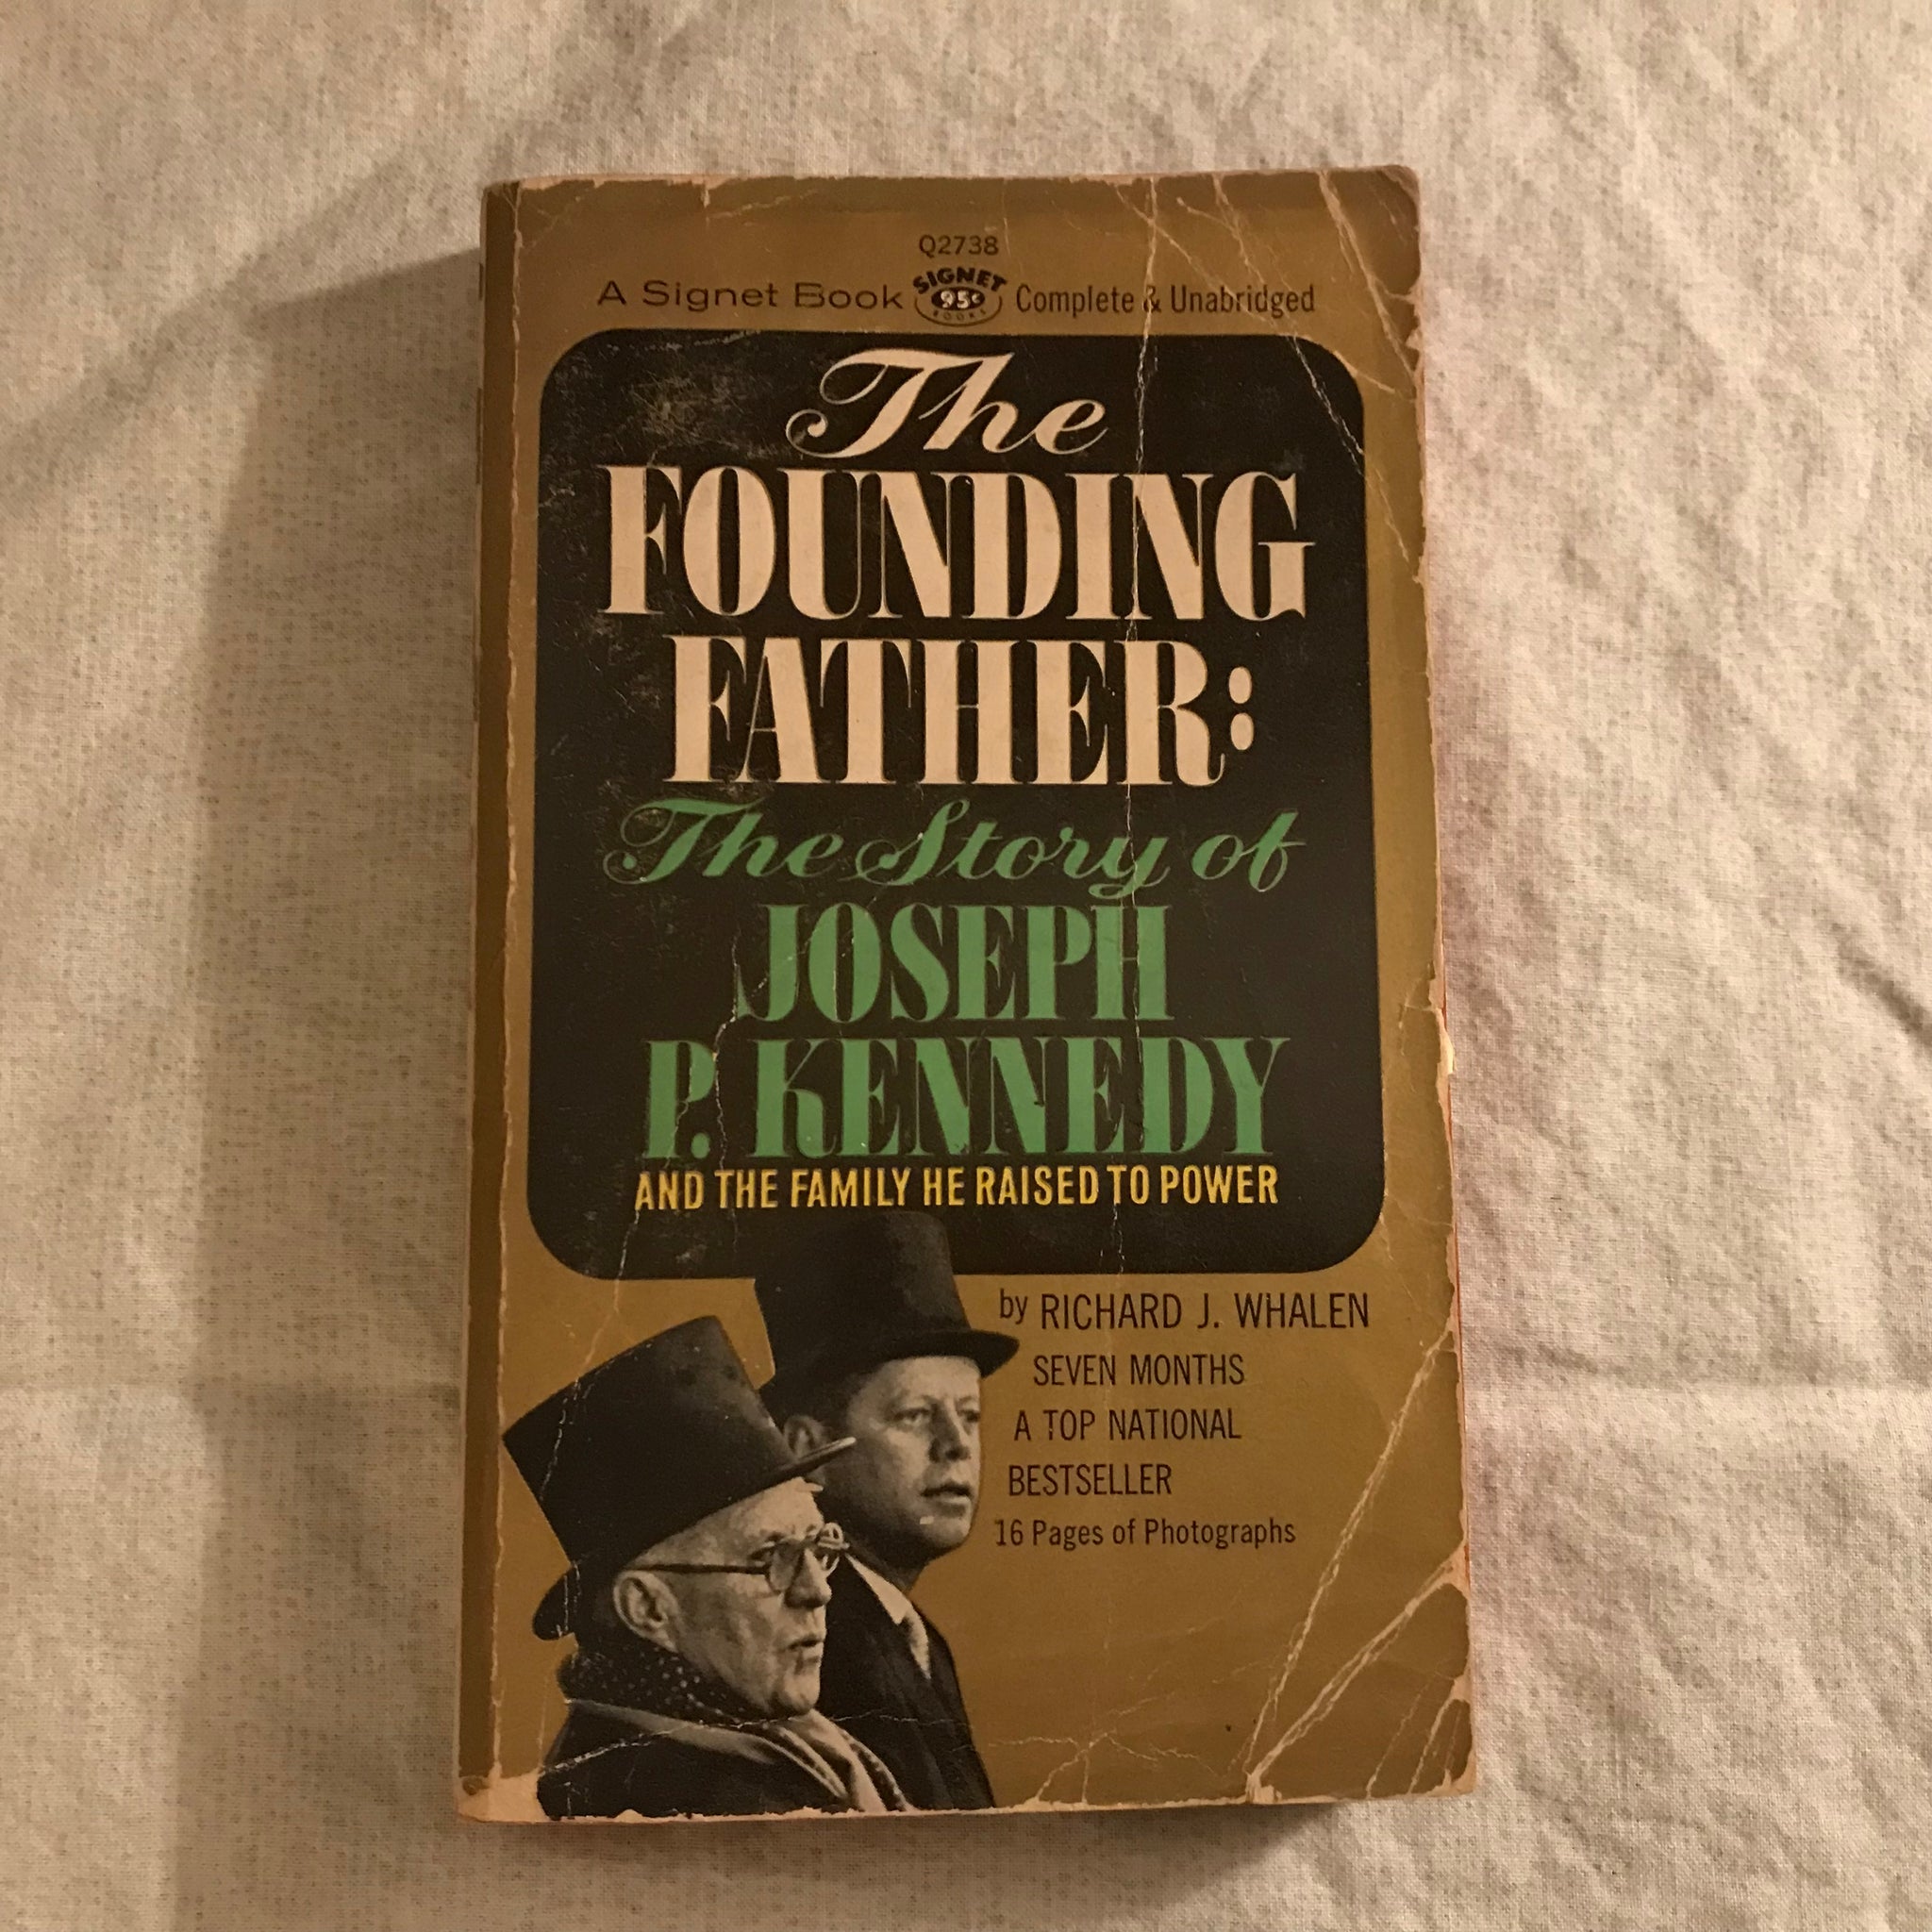 Q2738
A Signet Book SIGNET 95¢ BOOKS Complete & Unabridged
The
FOUNDING
FATHER:
The Story of
JOSEPH
P. KENNEDY
AND THE FAMILY HE RAISED TO POWER
by RICHARD J. WHALEN
SEVEN MONTHS
A TOP NATIONAL
BESTSELLER
16 Pages of Photographs